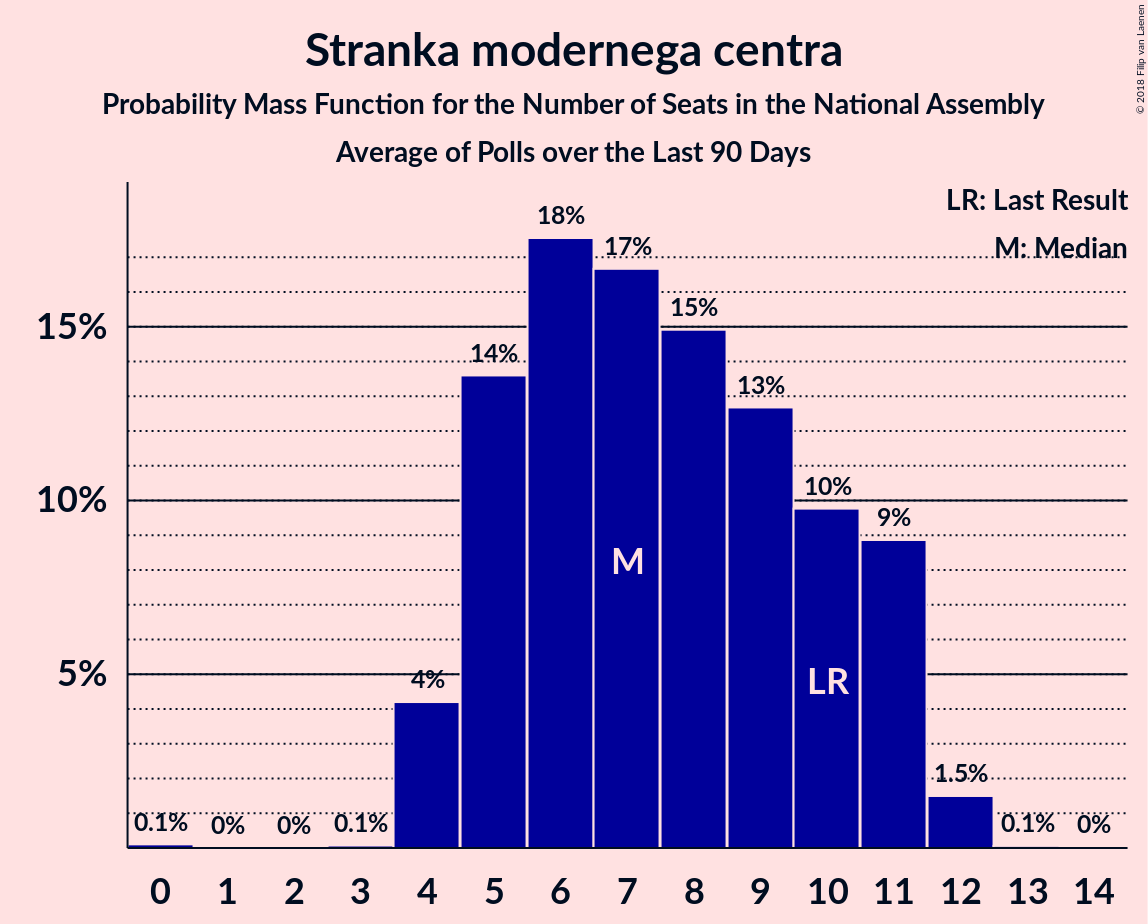 Stranka modernega centra
Probability Mass Function for the Number of Seats in the National Assembly
Average of Polls over the Last 90 Days
© 2018 Filip van Laenen
LR: Last Result
M: Median
15%
10%
5%
0.1%
0%
0%
0.1%
4%
14%
18%
17%
15%
13%
10%
9%
1.5%
0.1%
0%
M
LR
0 1 2 3 4 5 6 7 8 9 10 11 12 13 14